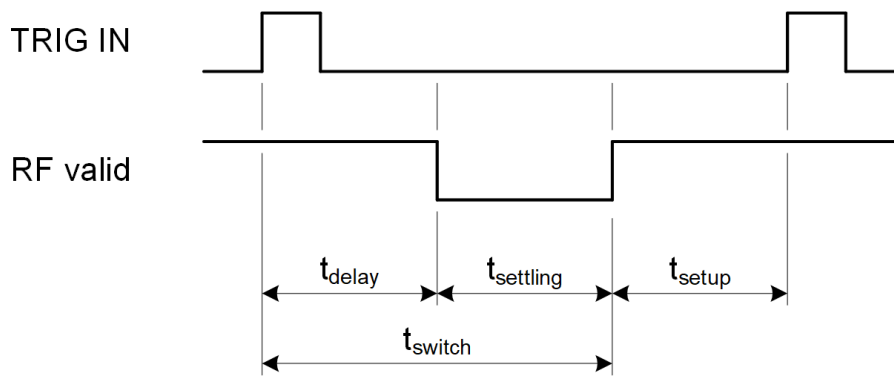 TRIG IN
RF valid
tdelay
tsettling
tsetup
tswitch